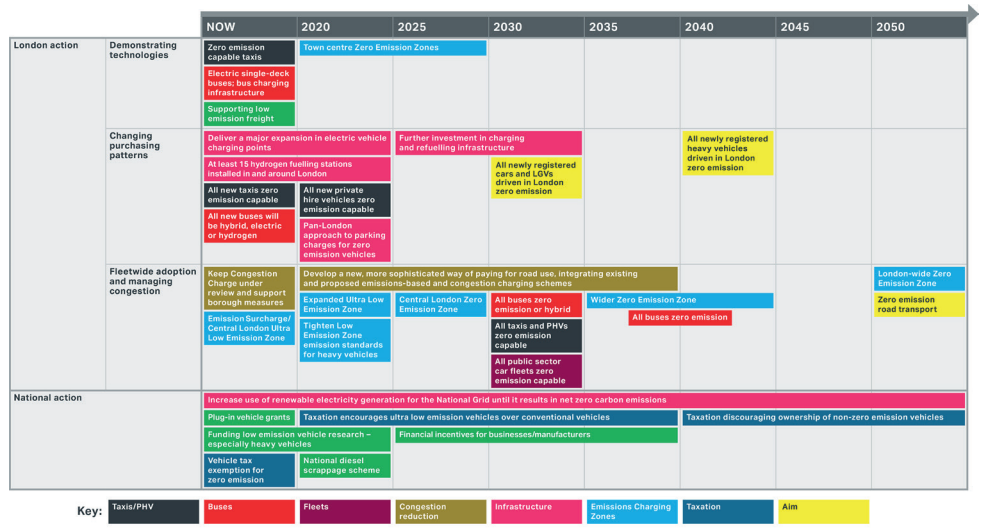 NOW
2020
2025
2030
2035
2040
2045
2050
London action
Demonstrating
technologies
Zero emission
capable taxis
Town centre Zero Emission Zones
Electric single-deck
buses; bus charging
infrastructure
Supporting low
emission freight
Changing
purchasing
patterns
Deliver a major expansion in electric vehicle
charging points
Further investment in charging
and refuelling infrastructure
All newly registered
heavy vehicles
driven in London
zero emission
At least 15 hydrogen fuelling stations
installed in and around London
All newly registered
cars and LGVs
driven in London
zero emission
All new taxis zero
emission capable
All new private
hire vehicles zero
emission capable
All new buses will
be hybrid, electric
or hydrogen
Pan-London
approach to parking
charges for zero
emission vehicles
Fleetwide adoption
and managing
congestion
Keep Congestion
Charge under
review and support
borough measures
Develop a new, more sophisticated way of paying for road use, integrating existing
and proposed emissions-based and congestion charging schemes
London-wide Zero
Emission Zone
Expanded Ultra Low
Emission Zone
Central London Zero
Emission Zone
All buses zero
emission or hybrid
Wider Zero Emission Zone
Zero emission
road transport
Emission Surcharge/
Central London Ultra
Low Emission Zone
Tighten Low
Emission Zone
emission standards
for heavy vehicles
All taxis and PHVs
zero emission
capable
All buses zero emission
All public sector
car fleets zero
emission capable
National action
Increase use of renewable electricity generation for the National Grid until it results in net zero carbon emissions
Plug-in vehicle grants
Taxation encourages ultra low emission vehicles over conventional vehicles
Taxation discouraging ownership of non-zero emission vehicles
Funding low emission vehicle research –
especially heavy vehicles
Financial incentives for businesses/manufacturers
Vehicle tax
exemption for
zero emission
National diesel
scrappage scheme
Key:
Taxis/PHV
Buses
Fleets
Congestion
reduction
Infrastructure
Emissions Charging
Zones
Taxation
Aim